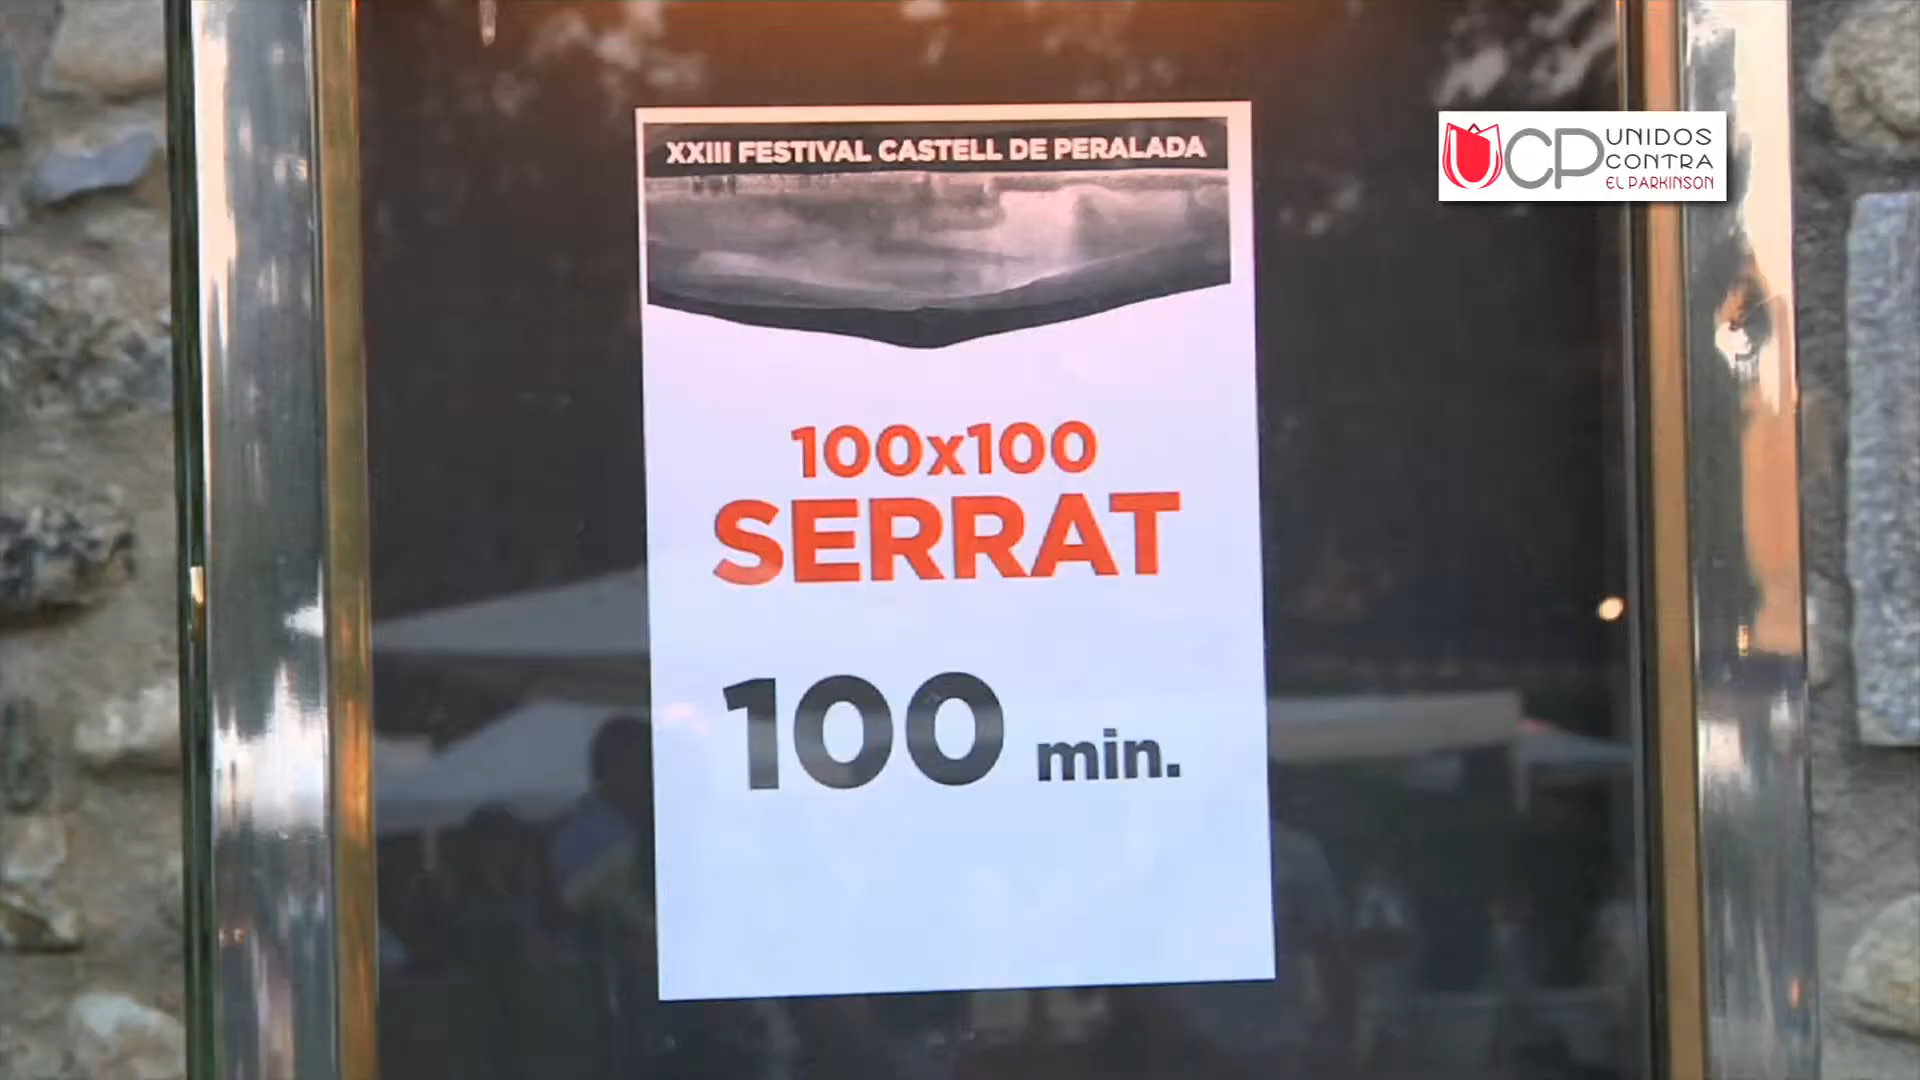 XXIII FESTIVAL CASTELL DE PERALADA
100x100
SERRAT
100 min.
UCP UNIDOS
CONTRA
EL PARKINSON